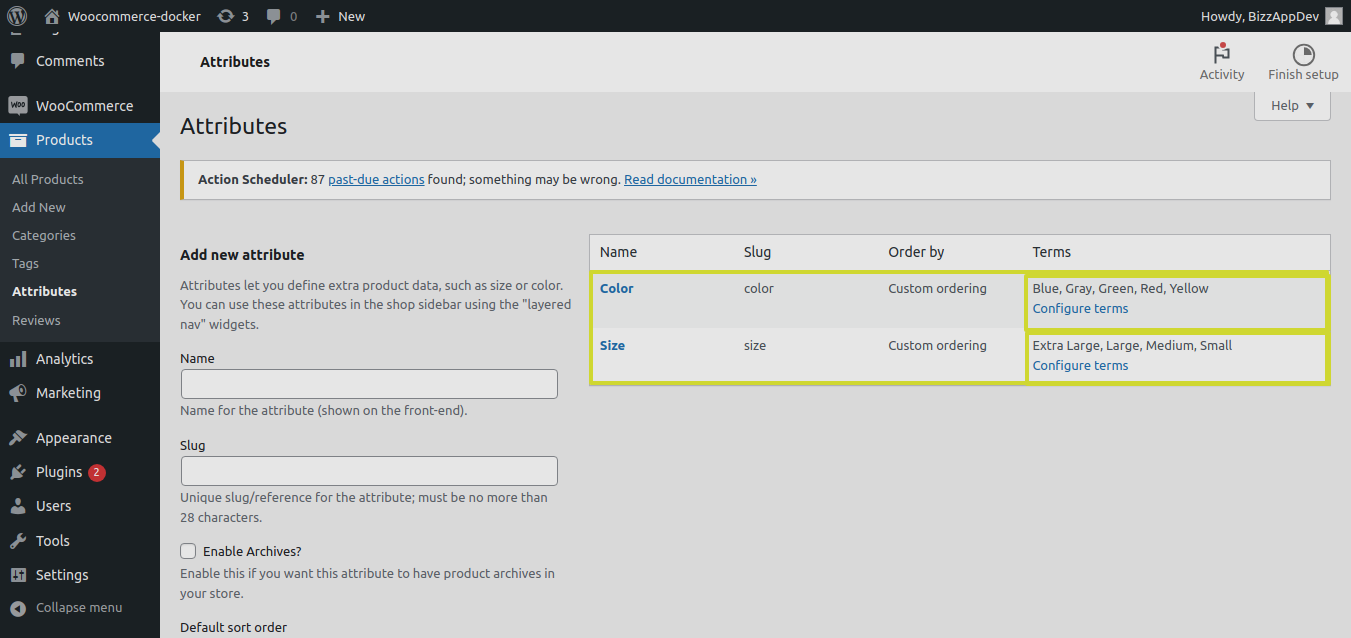 Woocommerce-docker 3 0 New Howdy, BizzAppDev
Comments
WooCommerce
Products
All Products
Add New
Categories
Tags
Attributes
Reviews
Analytics
Marketing
Appearance
Plugins 2
Users
Tools
Settings
Collapse menu
Attributes
Activity
Finish setup
Help
Attributes
Action Scheduler: 87 past-due actions found; something may be wrong. Read documentation »
Add new attribute
Attributes let you define extra product data, such as size or color.
You can use these attributes in the shop sidebar using the "layered
nav" widgets.
Name
Name for the attribute (shown on the front-end).
Slug
Unique slug/reference for the attribute; must be no more than
28 characters.
Enable Archives?
Enable this if you want this attribute to have product archives in
your store.
Default sort order
Name Slug Order by Terms
Color color Custom ordering Blue, Gray, Green, Red, Yellow
Configure terms
Size size Custom ordering Extra Large, Large, Medium, Small
Configure terms